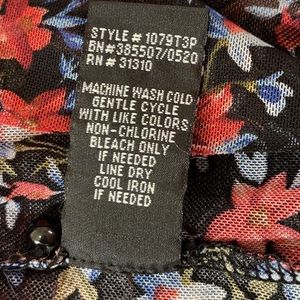 STYLE# 1079T3P
BN#385507/0520
RN# 31310
MACHINE WASH COLD
GENTLE CYCLE
WITH LIKE COLORS
NON-CHLORINE
BLEACH ONLY
IF NEEDED
LINE DRY
COOL IRON
IF NEEDED